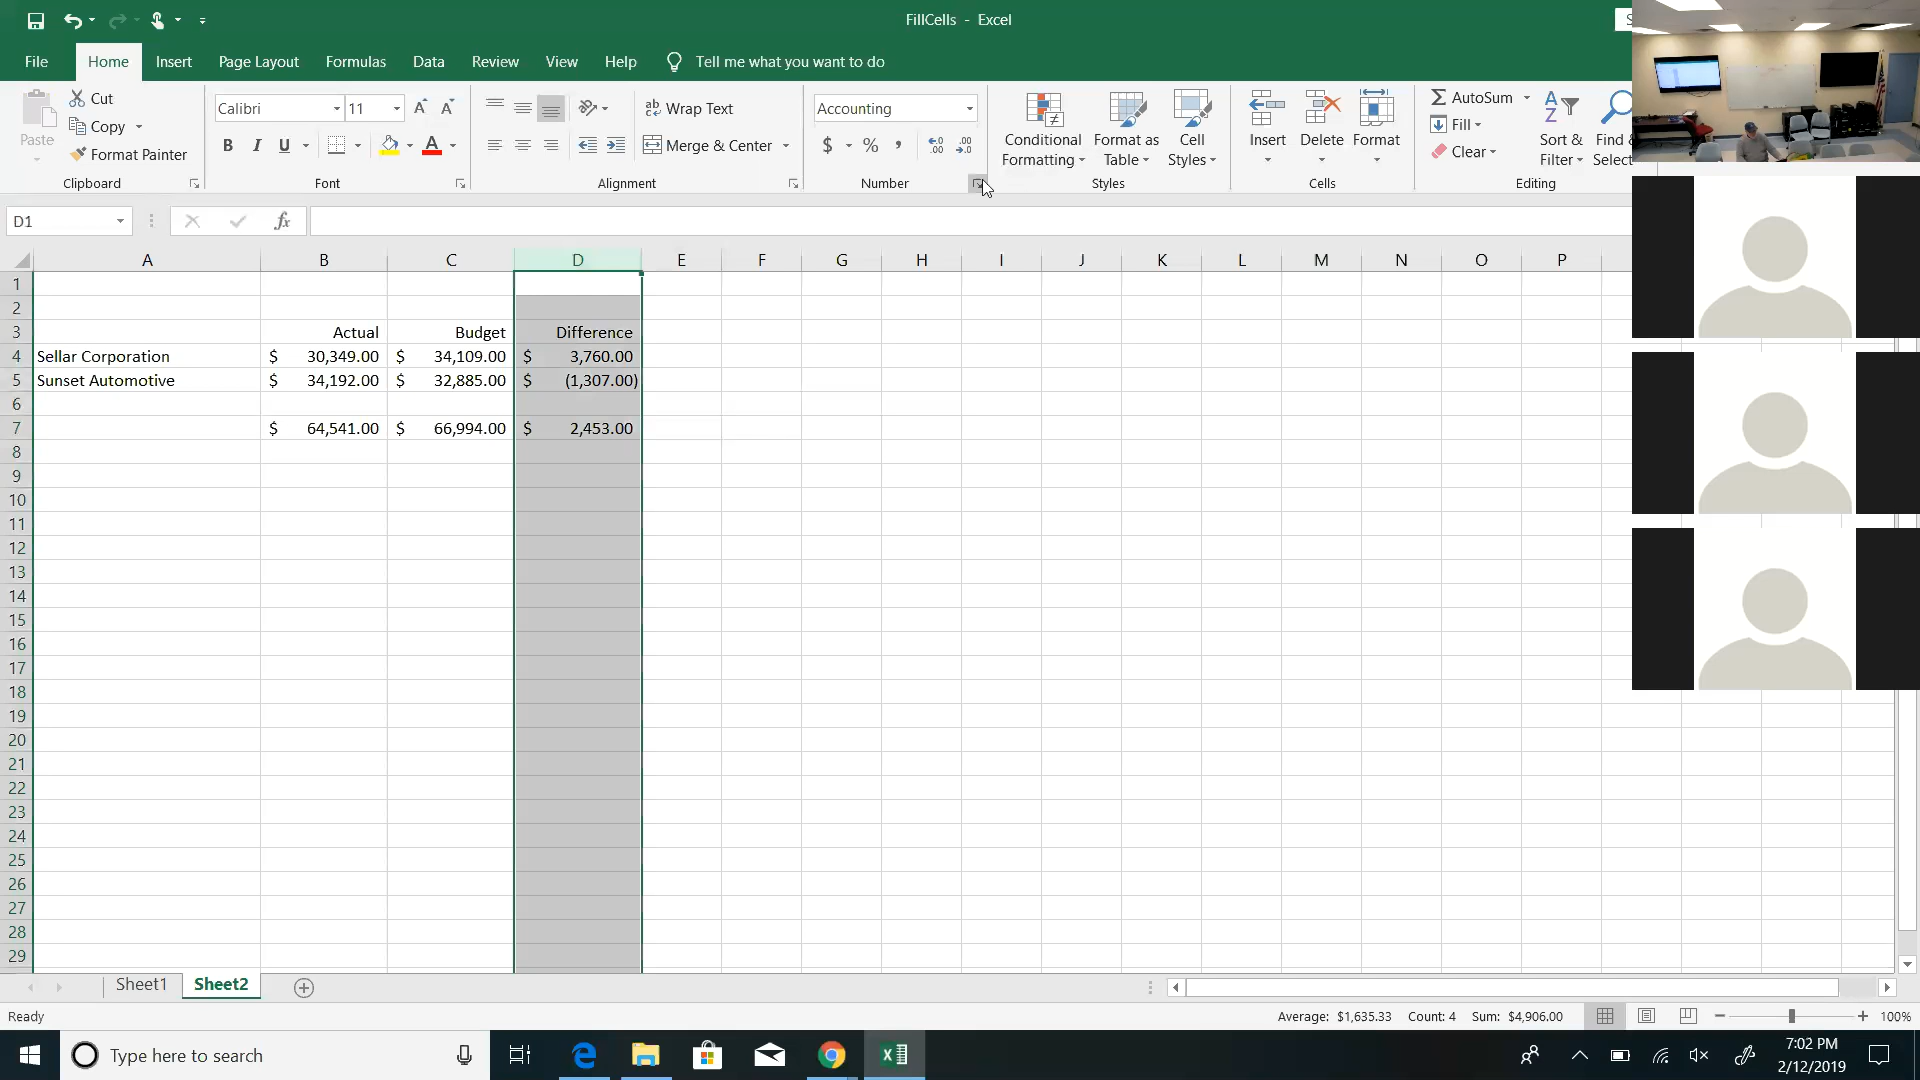 FillCells - Excel
File Home Insert Page Layout Formulas Data Review View Help Tell me what you want to do
Paste
Cut
Copy
Format Painter
Clipboard
Calibri 11
B I U A
Font
Wrap Text
Merge & Center
Alignment
Accounting
$ % ,
Number
Conditional Formatting
Format as Table
Cell Styles
Styles
Insert Delete Format
Cells
AutoSum
Fill
Clear
Sort & Filter
Find
Select
Editing
D1 fx
A B C D E F G H I J K L M N O P
1
2
3 Actual Budget Difference
4 Sellar Corporation $ 30,349.00 $ 34,109.00 $ 3,760.00
5 Sunset Automotive $ 34,192.00 $ 32,885.00 $ (1,307.00)
6
7 $ 64,541.00 $ 66,994.00 $ 2,453.00
8
9
10
11
12
13
14
15
16
17
18
19
20
21
22
23
24
25
26
27
28
29
Sheet1 Sheet2
Ready Average: $1,635.33 Count: 4 Sum: $4,906.00 100%
Type here to search
7:02 PM
2/12/2019